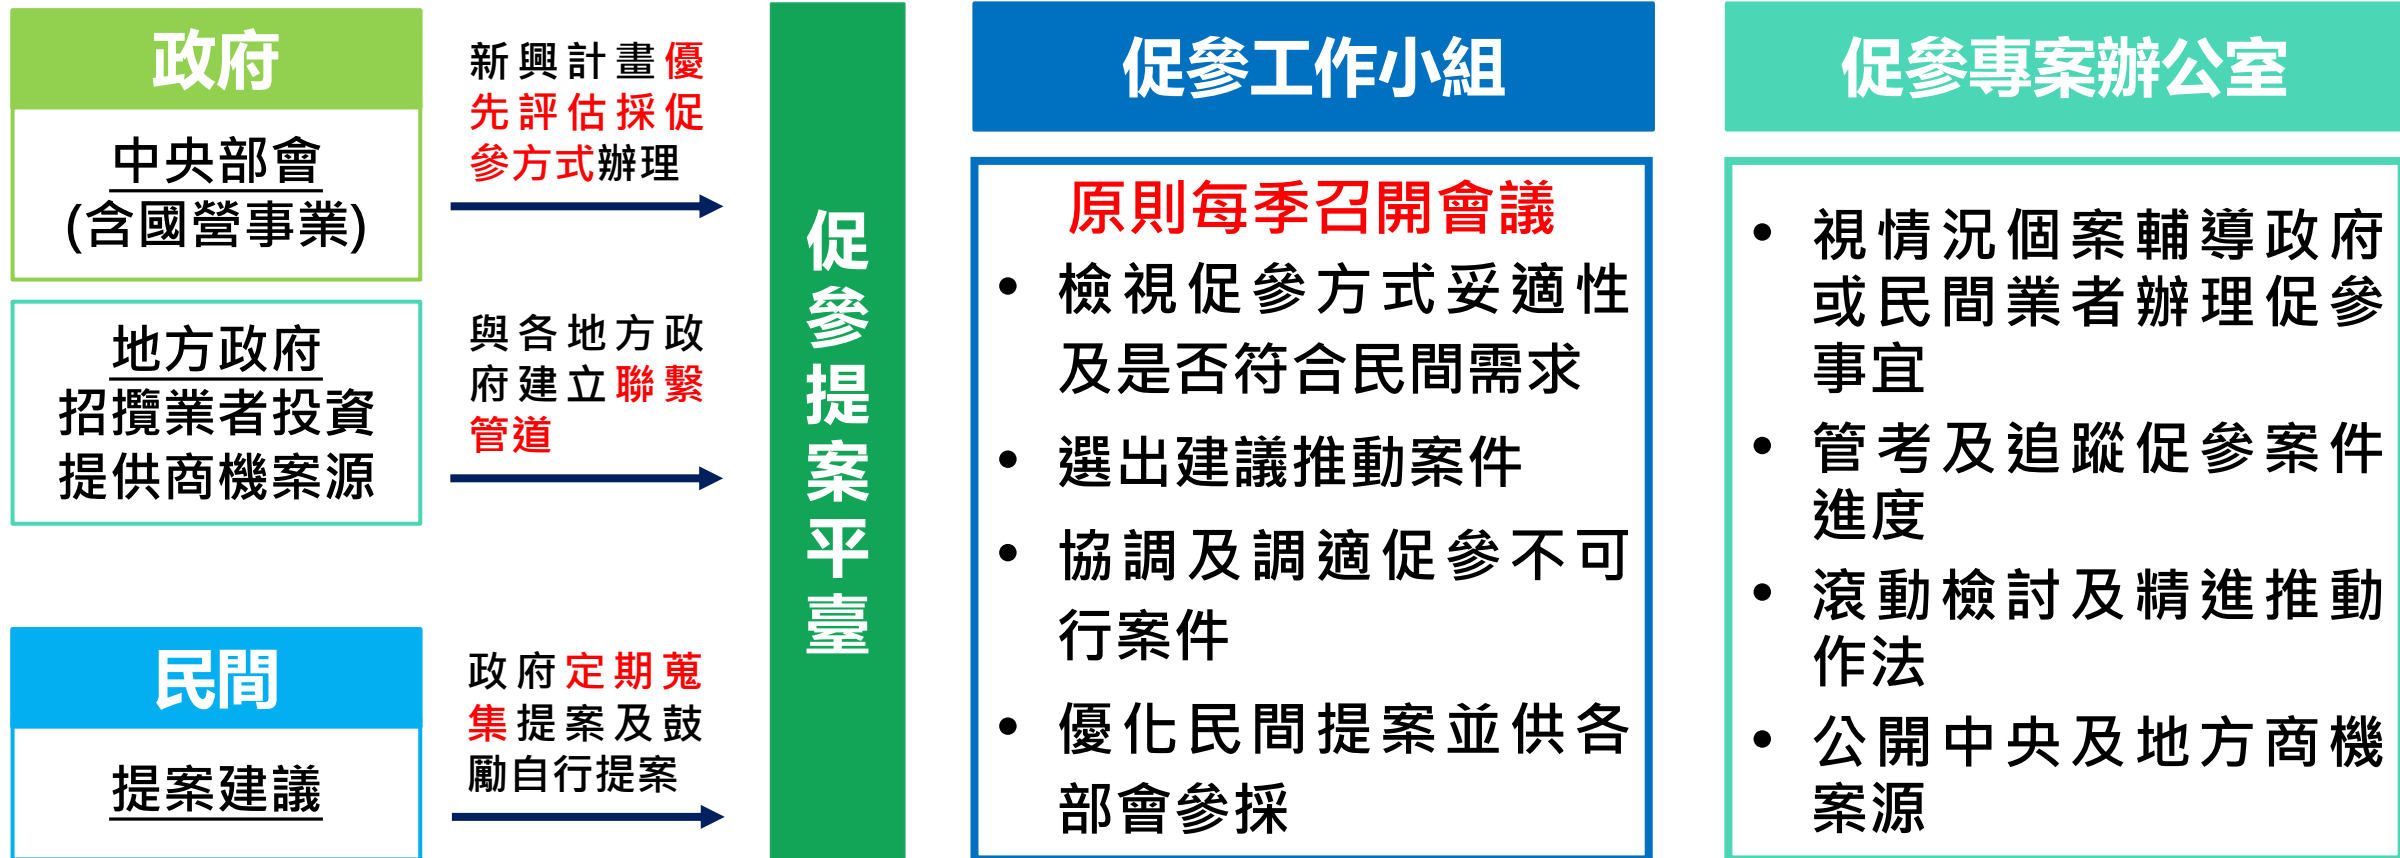 政府
中央部會
(含國營事業)
地方政府
招攬業者投資
提供商機案源
民間
提案建議
新興計畫優
先評估採促
參方式辦理
與各地方政
府建立聯繫
管道
政府定期蒐
集提案及鼓
勵自行提案
促
參
提
案
平
臺
促參工作小組
原則每季召開會議
• 檢視促參方式妥適性
及是否符合民間需求
• 選出建議推動案件
• 協調及調適促參不可
行案件
• 優化民間提案並供各
部會參採
促參專案辦公室
• 視情況個案輔導政府
或民間業者辦理促參
事宜
• 管考及追蹤促參案件
進度
• 滾動檢討及精進推動
作法
• 公開中央及地方商機
案源